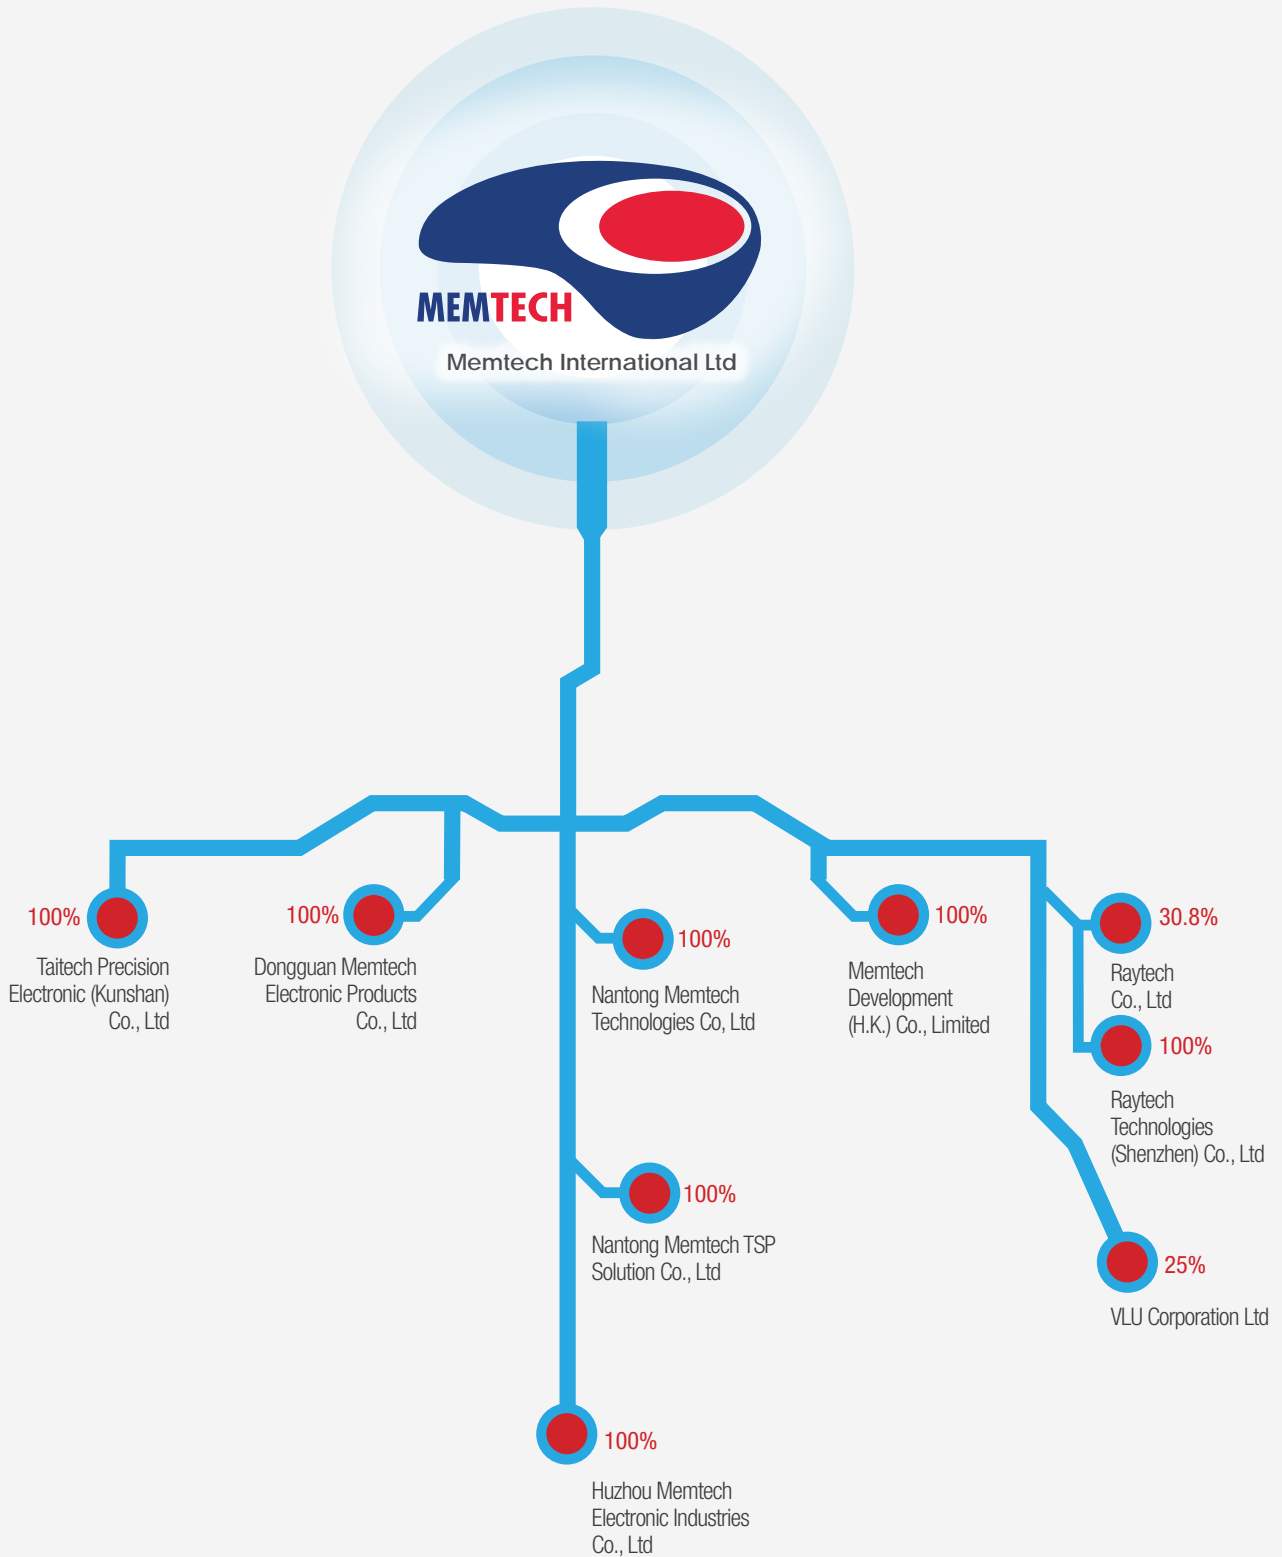 MEMTECH
Memtech International Ltd
100%
Taitech Precision
Electronic (Kunshan)
Co., Ltd
100%
Dongguan Memtech
Electronic Products
Co., Ltd
100%
Nantong Memtech
Technologies Co, Ltd
100%
Memtech
Development
(H.K.) Co., Limited
30.8%
Raytech
Co., Ltd
100%
Raytech
Technologies
(Shenzhen) Co., Ltd
100%
Nantong Memtech TSP
Solution Co., Ltd
25%
VLU Corporation Ltd
100%
Huzhou Memtech
Electronic Industries
Co., Ltd